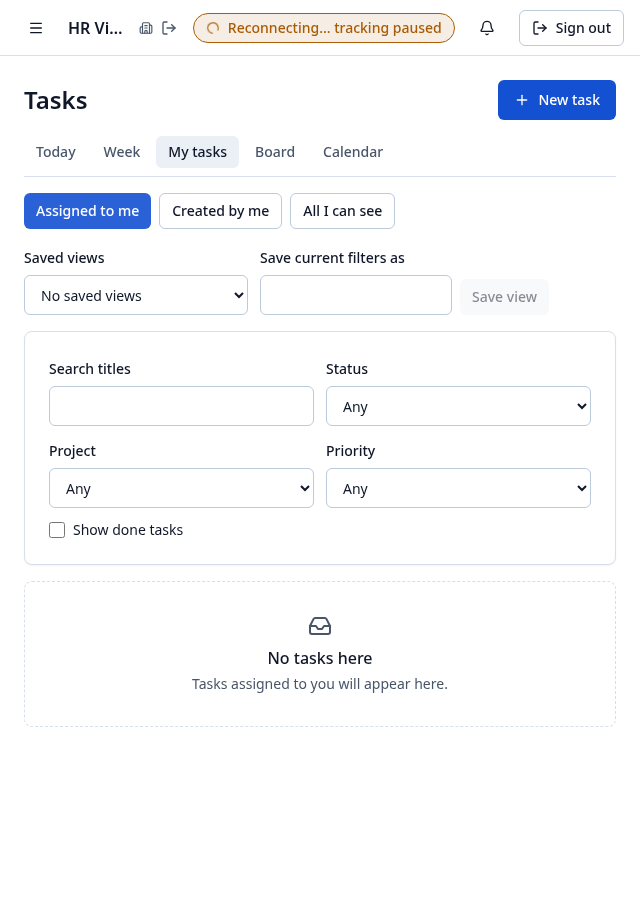 HR Vi...
Reconnecting... tracking paused
Sign out
Tasks
New task
Today
Week
My tasks
Board
Calendar
Assigned to me
Created by me
All I can see
Saved views
Save current filters as
No saved views
Save view
Search titles
Status
Any
Project
Priority
Any
Any
Show done tasks
No tasks here
Tasks assigned to you will appear here.